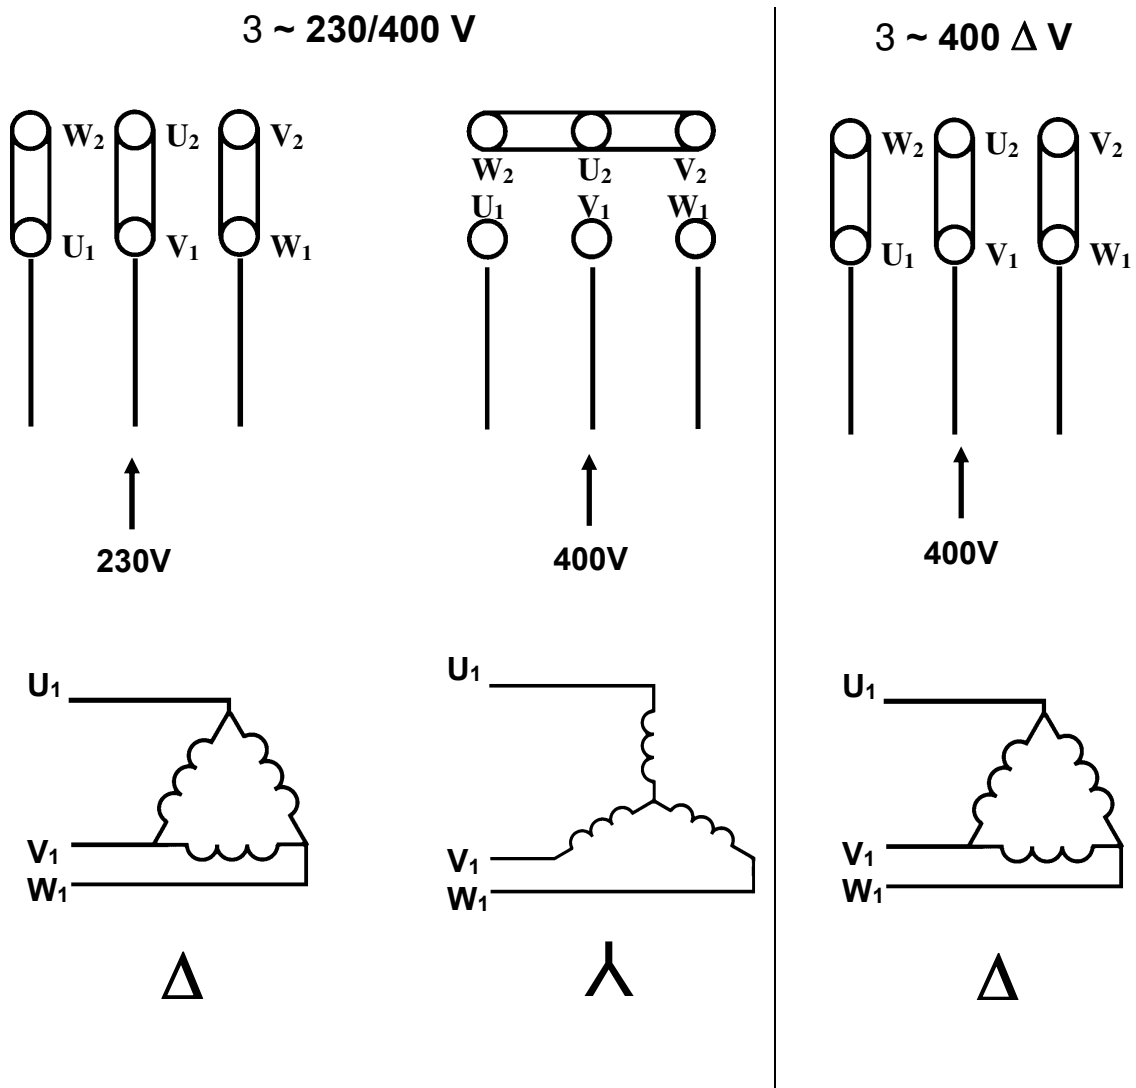 3 ~ 230/400 V
3 ~ 400 Δ V
W2 U2 V2
U1 V1 W1
W2 U2 V2
U1 V1 W1
W2 U2 V2
U1 V1 W1
230V
400V
400V
U1
V1
W1
Δ
U1
V1
W1
U1
V1
W1
Δ